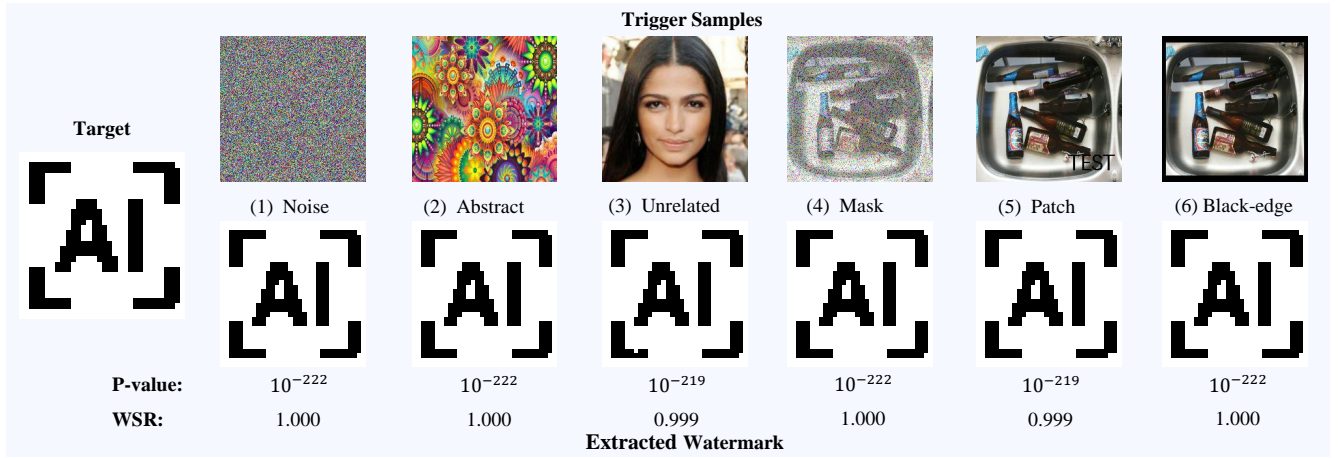 Trigger Samples
Target
AI
TEST
(1) Noise
(2) Abstract
(3) Unrelated
(4) Mask
(5) Patch
(6) Black-edge
AI AI AI AI AI AI
P-value: 10⁻²²² 10⁻²²² 10⁻²¹⁹ 10⁻²²² 10⁻²¹⁹ 10⁻²²²
WSR: 1.000 1.000 0.999 1.000 0.999 1.000
Extracted Watermark